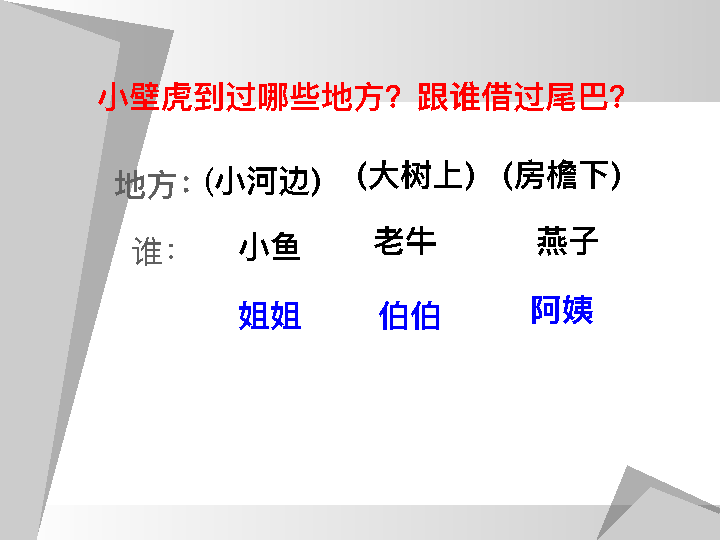 小壁虎到过哪些地方？跟谁借过尾巴？
地方：(小河边) (大树上) (房檐下)
谁： 小鱼 老牛 燕子
姐姐 伯伯 阿姨